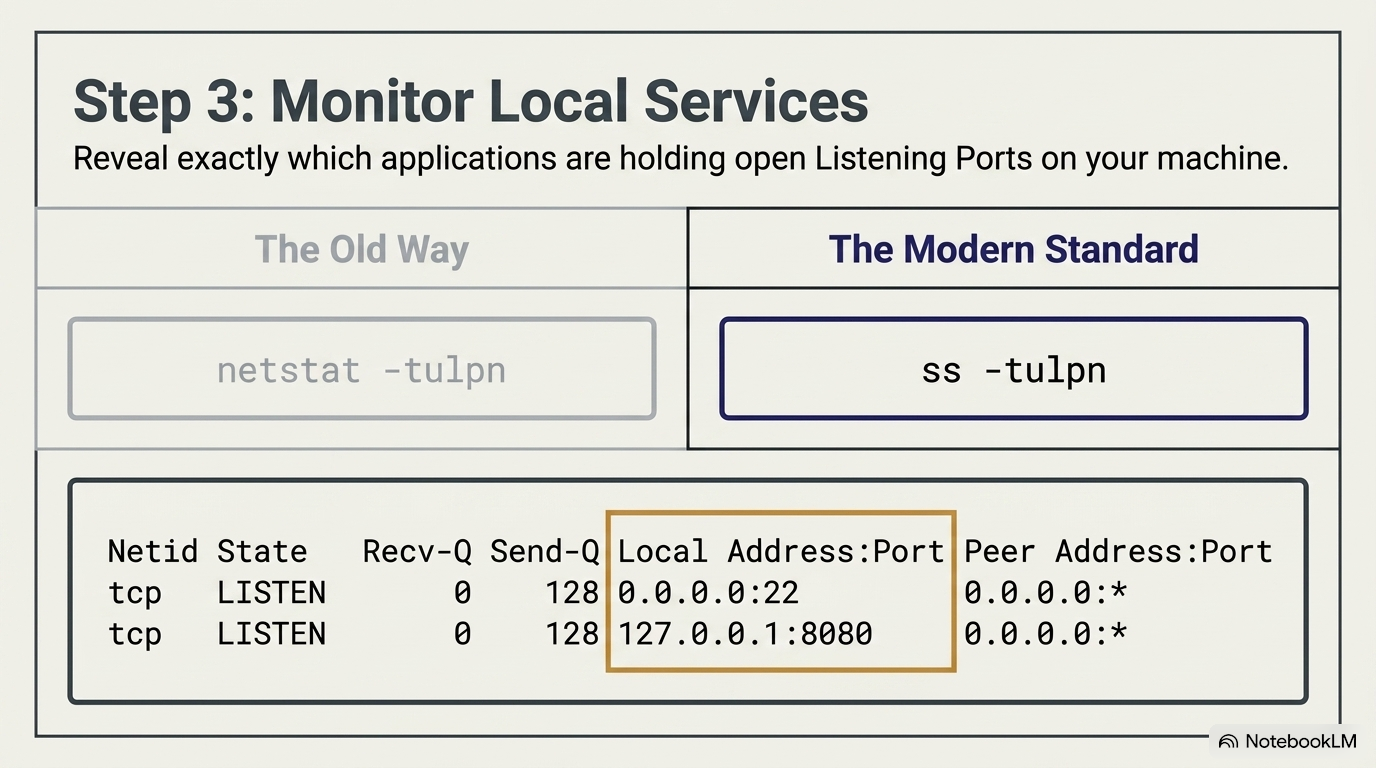 Step 3: Monitor Local Services
Reveal exactly which applications are holding open Listening Ports on your machine.
The Old Way
The Modern Standard
netstat -tulpn
ss -tulpn
Netid State Recv-Q Send-Q Local Address:Port Peer Address:Port
tcp LISTEN 0 128 0.0.0.0:22 0.0.0.0:*
tcp LISTEN 0 128 127.0.0.1:8080 0.0.0.0:*
NotebookLM